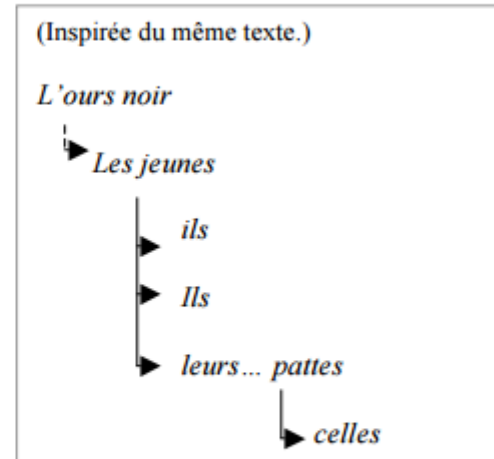 (Inspirée du même texte.)
L'ours noir
Les jeunes
ils
Ils
leurs... pattes
celles